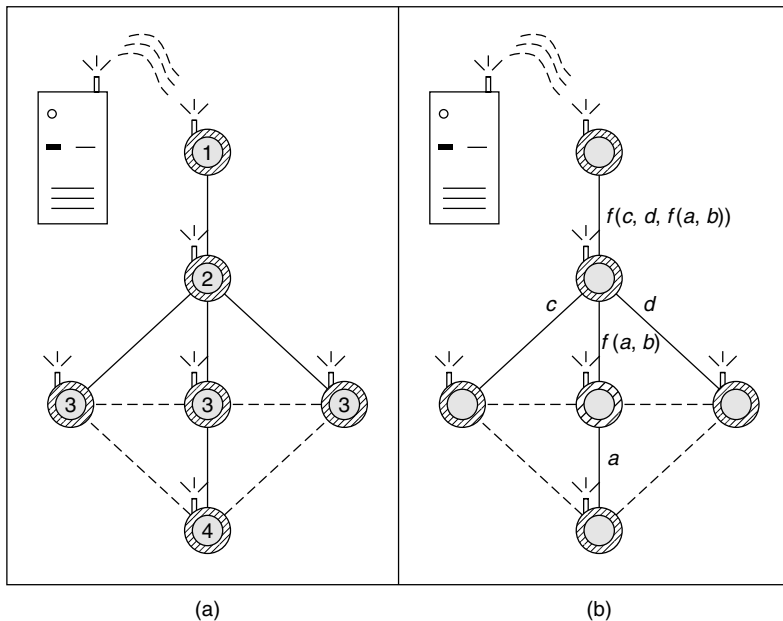 1
2
3 3 3
4
(a)
f(c, d, f(a, b))
c d
f(a, b)
a
(b)